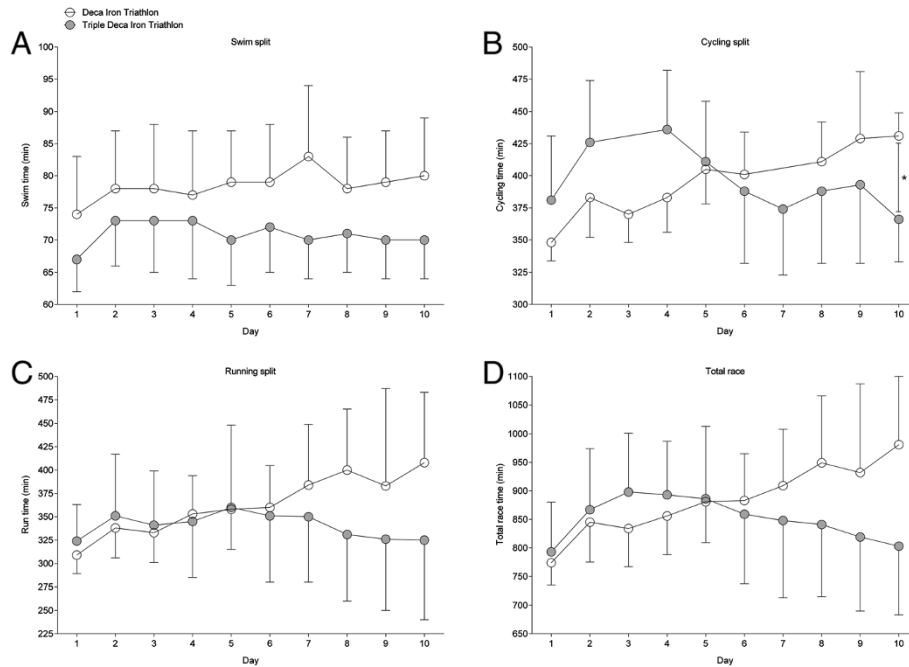 Deca Iron Triathlon
Triple Deca Iron Triathlon
A
Swim split
100
95
90
85
80
75
70
65
60
Swim time (min)
1 2 3 4 5 6 7 8 9 10
Day
B
Cycling split
500
475
450
425
400
375
350
325
300
Cycling time (min)
*
1 2 3 4 5 6 7 8 9 10
Day
C
Running split
500
475
450
425
400
375
350
325
300
275
250
225
Run time (min)
1 2 3 4 5 6 7 8 9 10
Day
D
Total race
1100
1050
1000
950
900
850
800
750
700
650
Total race time (min)
1 2 3 4 5 6 7 8 9 10
Day